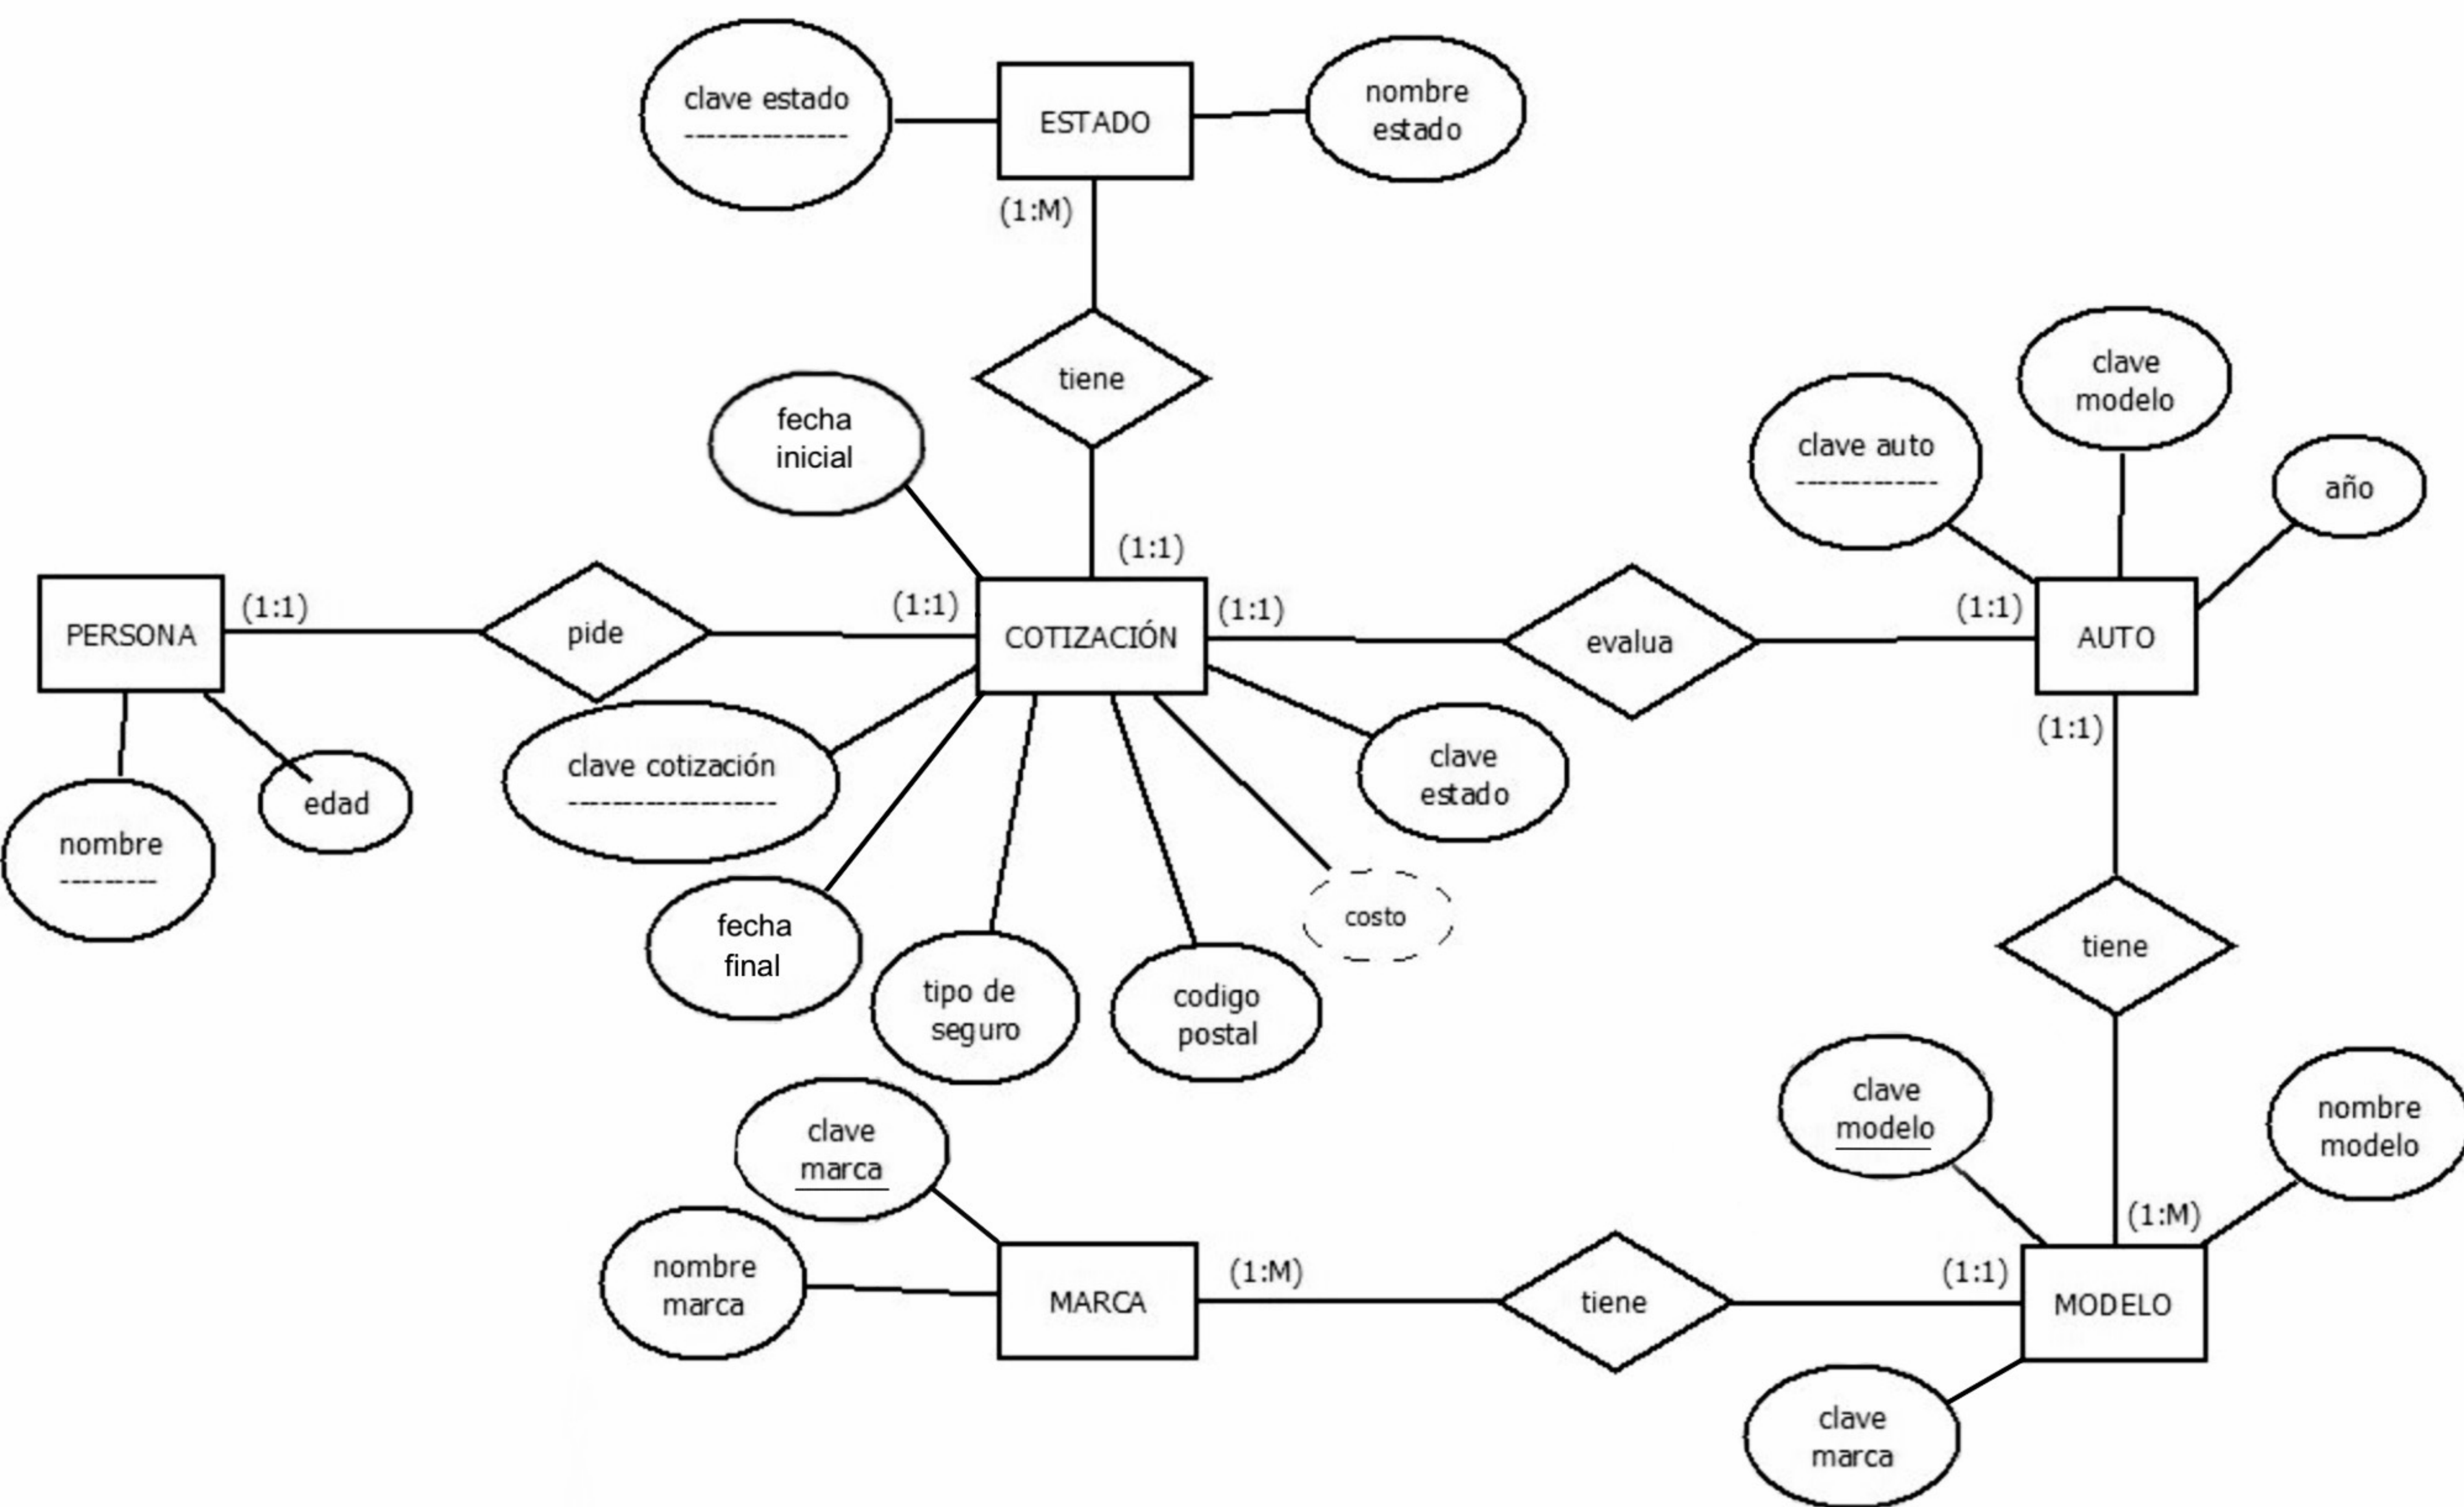 clave estado
ESTADO
nombre
estado
(1:M)
tiene
(1:1)
fecha
inicial
clave auto
clave
modelo
año
PERSONA
(1:1)
pide
(1:1)
COTIZACIÓN
(1:1)
evalua
(1:1)
AUTO
(1:1)
nombre
edad
clave cotización
fecha
final
tipo de
seguro
codigo
postal
costo
clave
estado
tiene
clave
marca
nombre
marca
MARCA
(1:M)
tiene
(1:1)
MODELO
(1:M)
clave
modelo
nombre
modelo
clave
marca